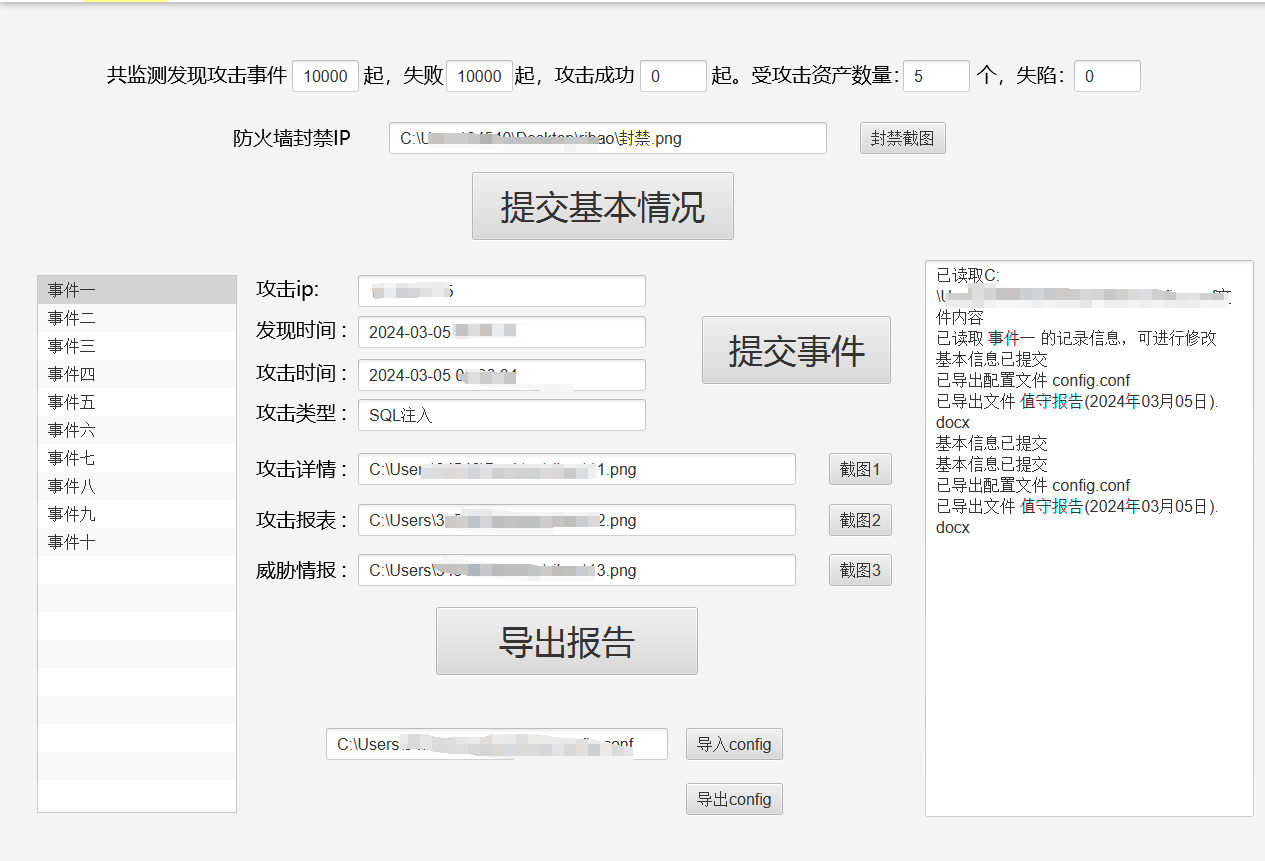 共监测发现攻击事件 10000 起，失败 10000 起，攻击成功 0 起。受攻击资产数量： 5 个，失陷： 0
防火墙封禁IP C:\ \封禁.png 封禁截图
提交基本情况
事件一
事件二
事件三
事件四
事件五
事件六
事件七
事件八
事件九
事件十
攻击ip:
发现时间： 2024-03-05
攻击时间： 2024-03-05
攻击类型： SQL注入
提交事件
攻击详情： C:\User 1.png 截图1
攻击报表： C:\Users\3 2.png 截图2
威胁情报： C:\Users\ 13.png 截图3
导出报告
C:\Users 导入config
导出config
已读取C:
件内容
已读取 事件一 的记录信息，可进行修改
基本信息已提交
已导出配置文件 config.conf
已导出文件 值守报告(2024年03月05日).
docx
基本信息已提交
基本信息已提交
已导出配置文件 config.conf
已导出文件 值守报告(2024年03月05日).
docx